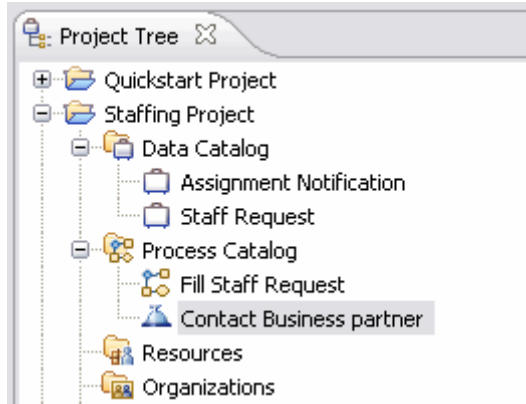 Project Tree
Quickstart Project
Staffing Project
Data Catalog
Assignment Notification
Staff Request
Process Catalog
Fill Staff Request
Contact Business partner
Resources
Organizations